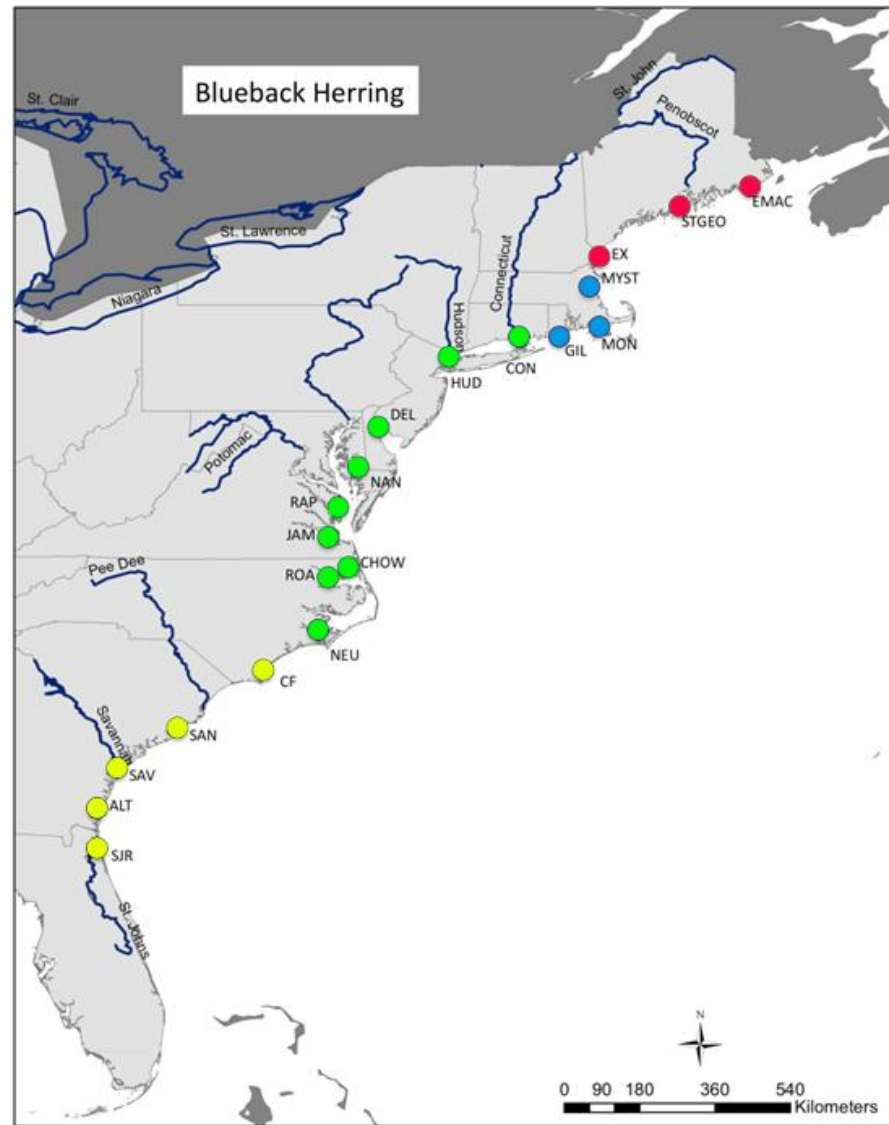 Blueback Herring
St. Clair
St. John
Penobscot
EMAC
STGEO
St. Lawrence
EX
Connecticut
MYST
Niagara
Hudson
MON
GIL
CON
HUD
DEL
Potomac
NAN
RAP
JAM
Pee Dee
CHOW
ROA
NEU
CF
Savannah
SAN
SAV
ALT
SJR
St. Johns
N
0 90 180 360 540
Kilometers